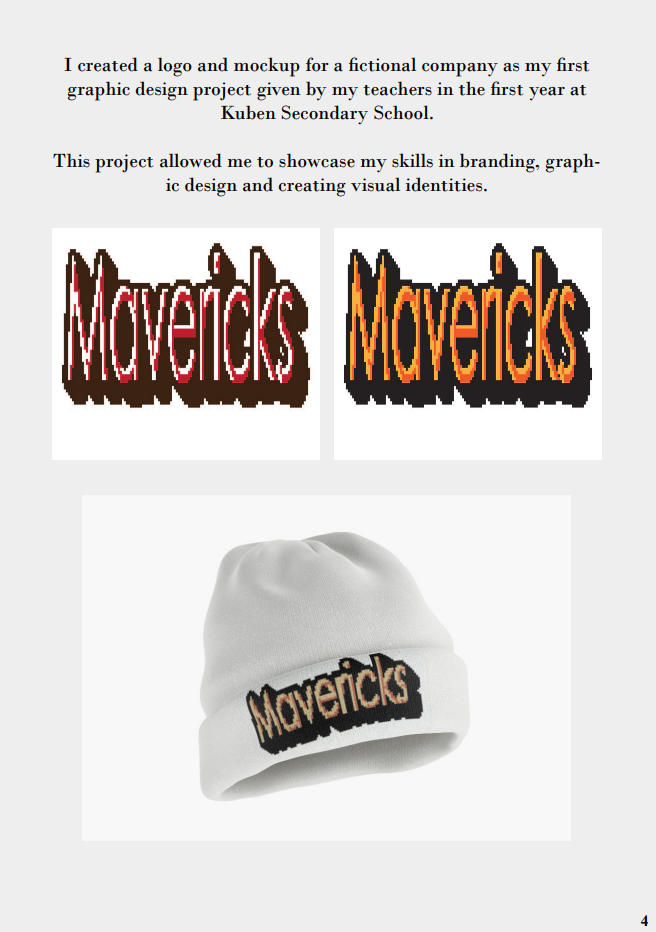 I created a logo and mockup for a fictional company as my first
graphic design project given by my teachers in the first year at
Kuben Secondary School.
This project allowed me to showcase my skills in branding, graph-
ic design and creating visual identities.
Mavericks
Mavericks
Mavericks
4